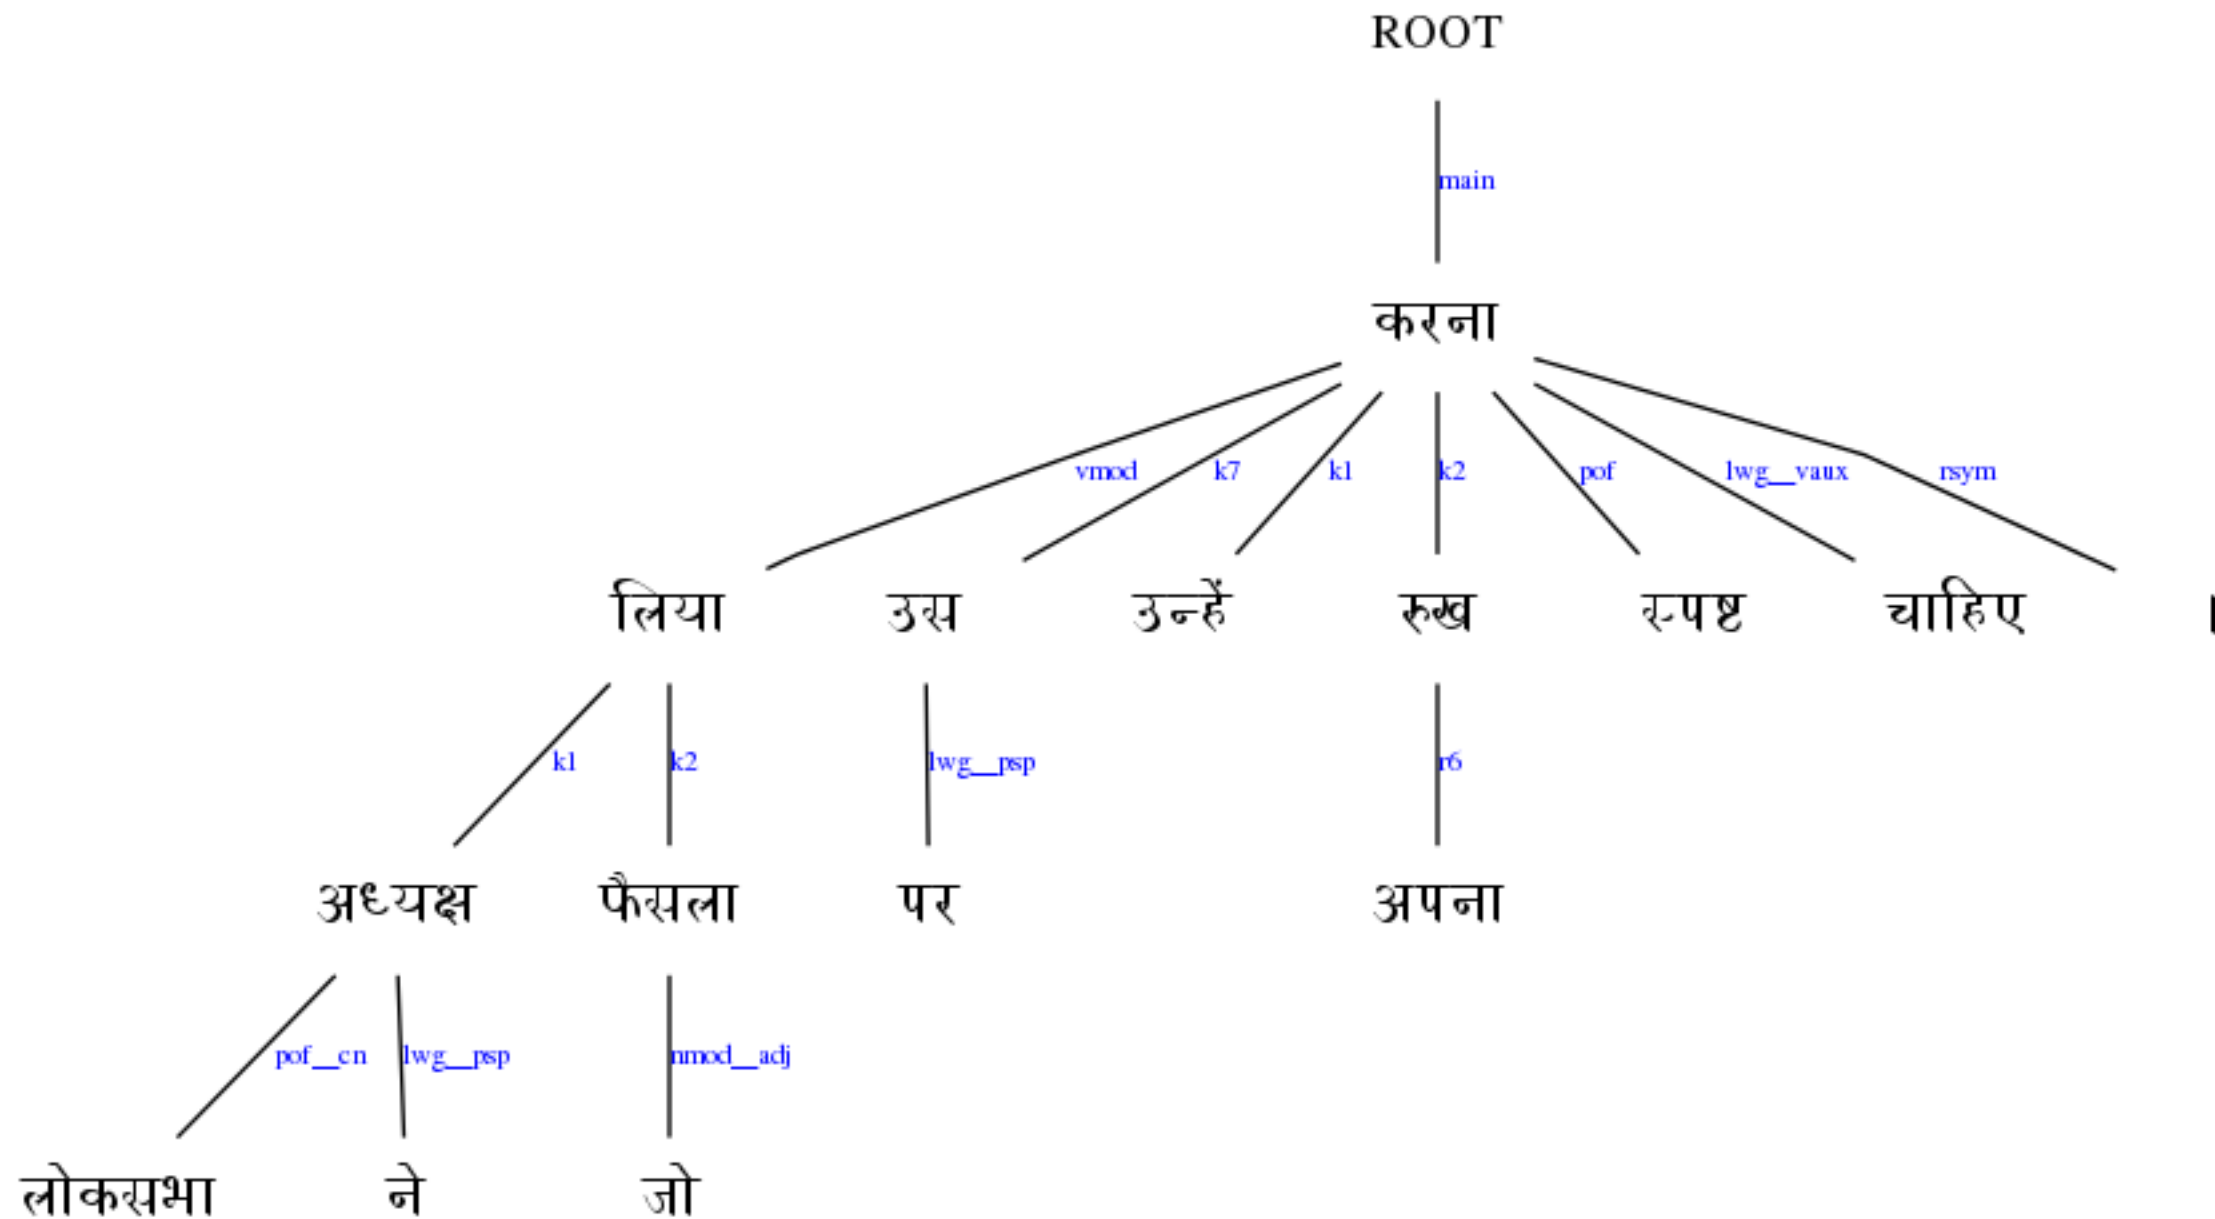 ROOT
main
करना
vmod k7 k1 k2 pof lwg__vaux rsym
लिया उस उन्हें रुख स्पष्ट चाहिए ।
k1 k2 lwg__psp r6
अध्यक्ष फैसला पर अपना
pof__cn lwg__psp nmod__adj
लोकसभा ने जो